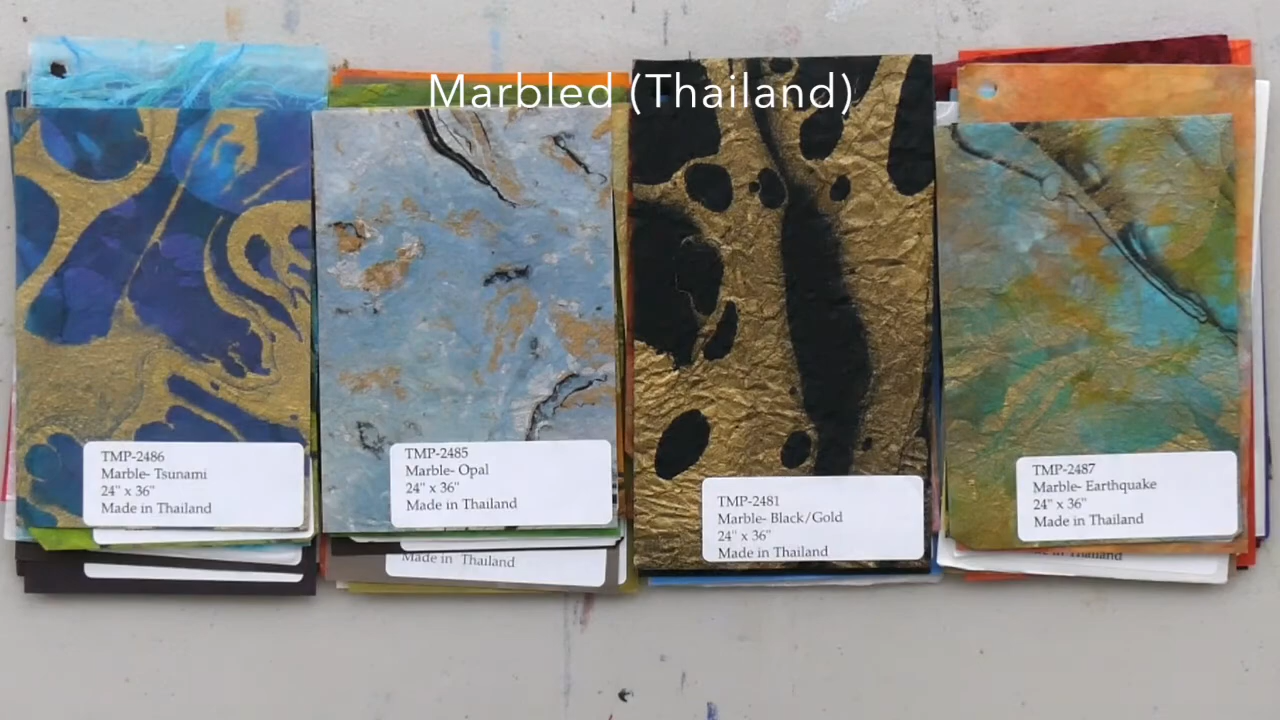 Marbled (Thailand)
TMP-2486
Marble- Tsunami
24" x 36"
Made in Thailand
TMP-2485
Marble- Opal
24" x 36"
Made in Thailand
Made in Thailand
TMP-2481
Marble- Black/Gold
24" x 36"
Made in Thailand
TMP-2487
Marble- Earthquake
24" x 36"
Made in Thailand
in Thailand